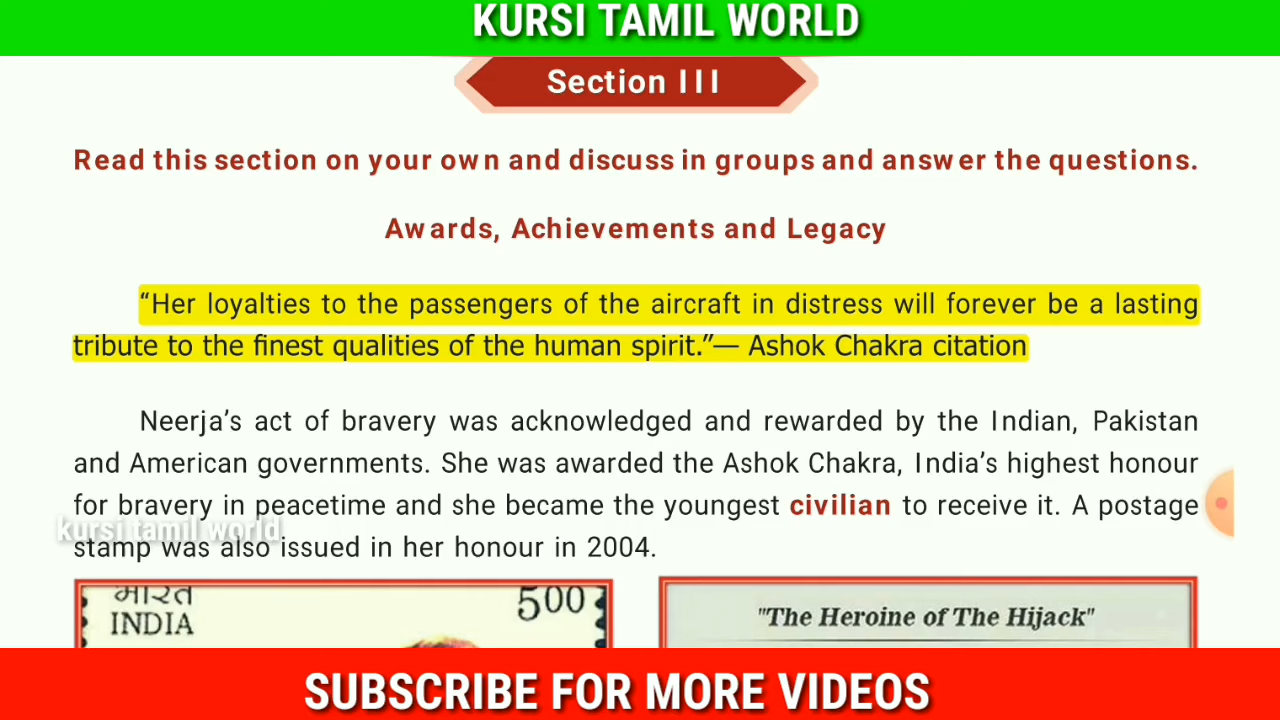 KURSI TAMIL WORLD
Section III
Read this section on your own and discuss in groups and answer the questions.
Awards, Achievements and Legacy
“Her loyalties to the passengers of the aircraft in distress will forever be a lasting
tribute to the finest qualities of the human spirit.”— Ashok Chakra citation
Neerja’s act of bravery was acknowledged and rewarded by the Indian, Pakistan
and American governments. She was awarded the Ashok Chakra, India’s highest honour
for bravery in peacetime and she became the youngest civilian to receive it. A postage
kursi tamil world
stamp was also issued in her honour in 2004.
भारत 500
INDIA
"The Heroine of The Hijack"
SUBSCRIBE FOR MORE VIDEOS